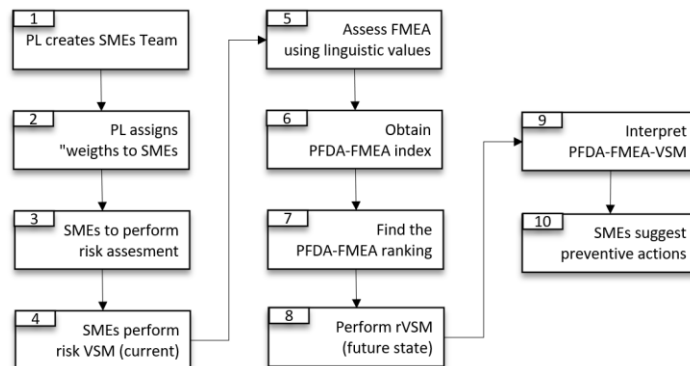 1
PL creates SMEs Team
2
PL assigns
"weigths to SMEs
3
SMEs to perform
risk assesment
4
SMEs perform
risk VSM (current)
5
Assess FMEA
using linguistic values
6
Obtain
PFDA-FMEA index
7
Find the
PFDA-FMEA ranking
8
Perform rVSM
(future state)
9
Interpret
PFDA-FMEA-VSM
10
SMEs suggest
preventive actions